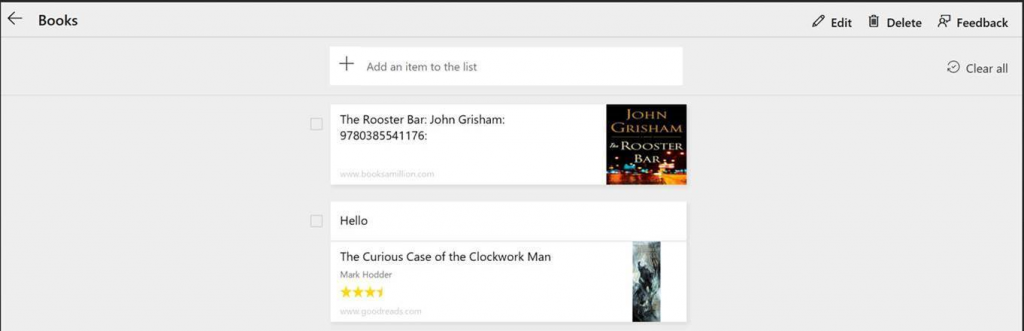 Books
Edit
Delete
Feedback
Add an item to the list
Clear all
The Rooster Bar: John Grisham:
9780385541176:
www.booksamillion.com
JOHN
GRISHAM
the ROOSTER
BAR
Hello
The Curious Case of the Clockwork Man
Mark Hodder
www.goodreads.com